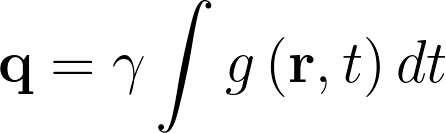 𝐪 = γ ∫ g (𝐫, t) dt